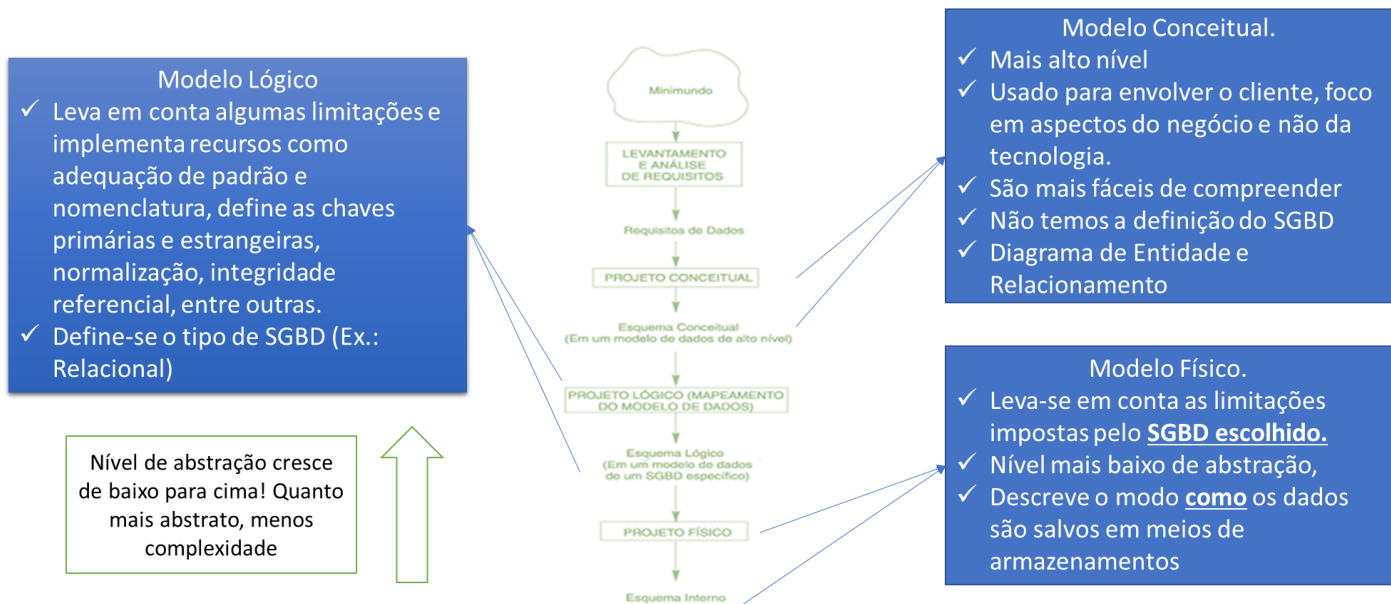 Modelo Lógico
✓ Leva em conta algumas limitações e
implementa recursos como
adequação de padrão e
nomenclatura, define as chaves
primárias e estrangeiras,
normalização, integridade
referencial, entre outras.
✓ Define-se o tipo de SGBD (Ex.:
Relacional)
Nível de abstração cresce
de baixo para cima! Quanto
mais abstrato, menos
complexidade
Minimundo
LEVANTAMENTO
E ANÁLISE
DE REQUISITOS
Requisitos de Dados
PROJETO CONCEITUAL
Esquema Conceitual
(Em um modelo de dados de alto nível)
PROJETO LÓGICO (MAPEAMENTO
DO MODELO DE DADOS)
Esquema Lógico
(Em um modelo de dados
de um SGBD específico)
PROJETO FÍSICO
Esquema Interno
Modelo Conceitual.
✓ Mais alto nível
✓ Usado para envolver o cliente, foco
em aspectos do negócio e não da
tecnologia.
✓ São mais fáceis de compreender
✓ Não temos a definição do SGBD
✓ Diagrama de Entidade e
Relacionamento
Modelo Físico.
✓ Leva-se em conta as limitações
impostas pelo SGBD escolhido.
✓ Nível mais baixo de abstração,
✓ Descreve o modo como os dados
são salvos em meios de
armazenamentos